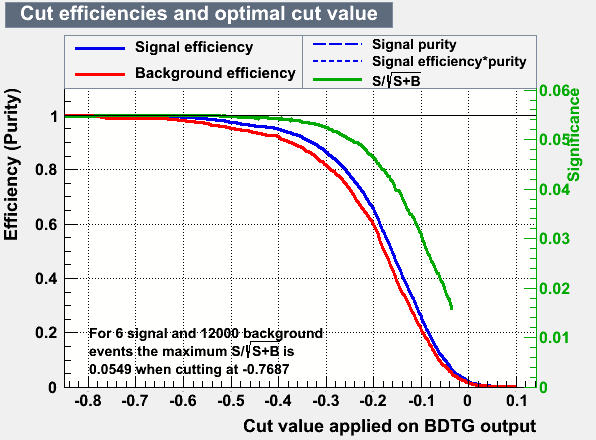 Cut efficiencies and optimal cut value
Signal efficiency
Background efficiency
Signal purity
Signal efficiency*purity
S/√S+B
Efficiency (Purity)
1
0.8
0.6
0.4
0.2
0
0.06
0.05
0.04
0.03
0.02
0.01
0
Significance
For 6 signal and 12000 background
events the maximum S/√S+B is
0.0549 when cutting at -0.7687
-0.8 -0.7 -0.6 -0.5 -0.4 -0.3 -0.2 -0.1 0 0.1
Cut value applied on BDTG output